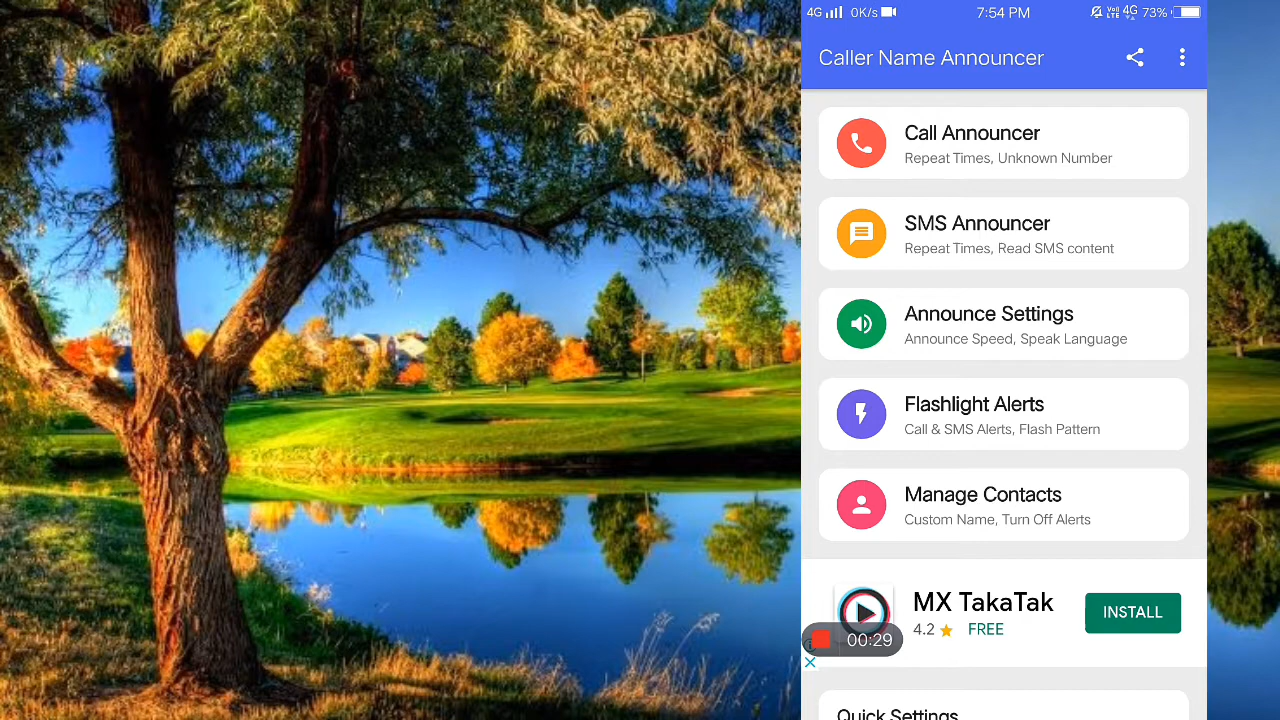 4G 0K/s 7:54 PM VoD LTE 4G 73%
Caller Name Announcer
Call Announcer
Repeat Times, Unknown Number
SMS Announcer
Repeat Times, Read SMS content
Announce Settings
Announce Speed, Speak Language
Flashlight Alerts
Call & SMS Alerts, Flash Pattern
Manage Contacts
Custom Name, Turn Off Alerts
MX TakaTak
4.2 FREE
INSTALL
00:29
Quick Settings